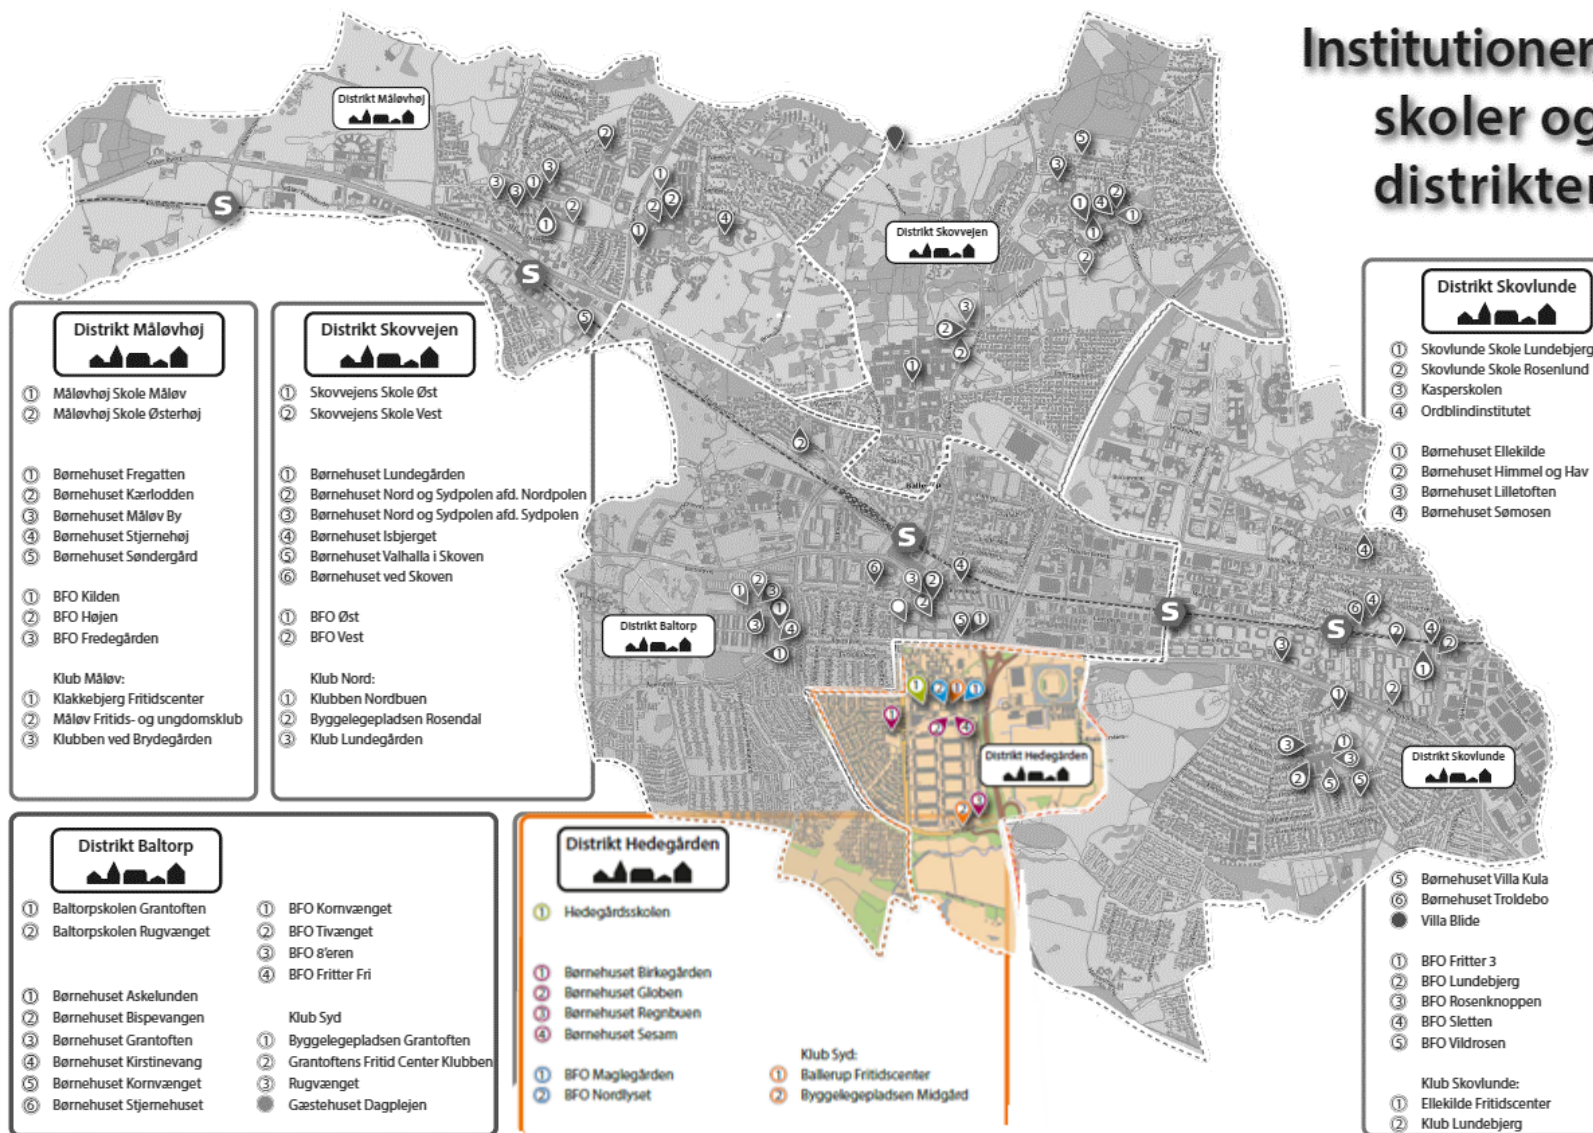 Institutioner,
skoler og
distrikter
Distrikt Måløvhøj
Distrikt Skovvejen
Distrikt Baltorp
Distrikt Hedegården
Distrikt Skovlunde
Distrikt Måløvhøj
① Måløvhøj Skole Måløv
② Måløvhøj Skole Østerhøj
① Børnehuset Fregatten
② Børnehuset Kærlodden
③ Børnehuset Måløv By
④ Børnehuset Stjernehøj
⑤ Børnehuset Søndergård
① BFO Kilden
② BFO Højen
③ BFO Fredegården
Klub Måløv:
① Klakkebjerg Fritidscenter
② Måløv Fritids- og ungdomsklub
③ Klubben ved Brydegården
Distrikt Skovvejen
① Skovvejens Skole Øst
② Skovvejens Skole Vest
① Børnehuset Lundegården
② Børnehuset Nord og Sydpolen afd. Nordpolen
③ Børnehuset Nord og Sydpolen afd. Sydpolen
④ Børnehuset Isbjerget
⑤ Børnehuset Valhalla i Skoven
⑥ Børnehuset ved Skoven
① BFO Øst
② BFO Vest
Klub Nord:
① Klubben Nordbuen
② Byggelegepladsen Rosendal
③ Klub Lundegården
Distrikt Baltorp
① Baltorpskolen Grantoften
② Baltorpskolen Rugvænget
① Børnehuset Askelunden
② Børnehuset Bispevangen
③ Børnehuset Grantoften
④ Børnehuset Kirstinevang
⑤ Børnehuset Kornvænget
⑥ Børnehuset Stjernehuset
① BFO Kornvænget
② BFO Tivænget
③ BFO 8'eren
④ BFO Fritter Fri
Klub Syd
① Byggelegepladsen Grantoften
② Grantoftens Fritid Center Klubben
③ Rugvænget
Gæstehuset Dagplejen
Distrikt Hedegården
① Hedegårdsskolen
① Børnehuset Birkegården
② Børnehuset Globen
③ Børnehuset Regnbuen
④ Børnehuset Sesam
① BFO Maglegården
② BFO Nordlyset
Klub Syd:
① Ballerup Fritidscenter
② Byggelegepladsen Midgård
Distrikt Skovlunde
① Skovlunde Skole Lundebjerg
② Skovlunde Skole Rosenlund
③ Kasperskolen
④ Ordblindinstitutet
① Børnehuset Ellekilde
② Børnehuset Himmel og Hav
③ Børnehuset Lilletoften
④ Børnehuset Sømosen
⑤ Børnehuset Villa Kula
⑥ Børnehuset Troldebo
Villa Blide
① BFO Fritter 3
② BFO Lundebjerg
③ BFO Rosenknoppen
④ BFO Sletten
⑤ BFO Vildrosen
Klub Skovlunde:
① Ellekilde Fritidscenter
② Klub Lundebjerg